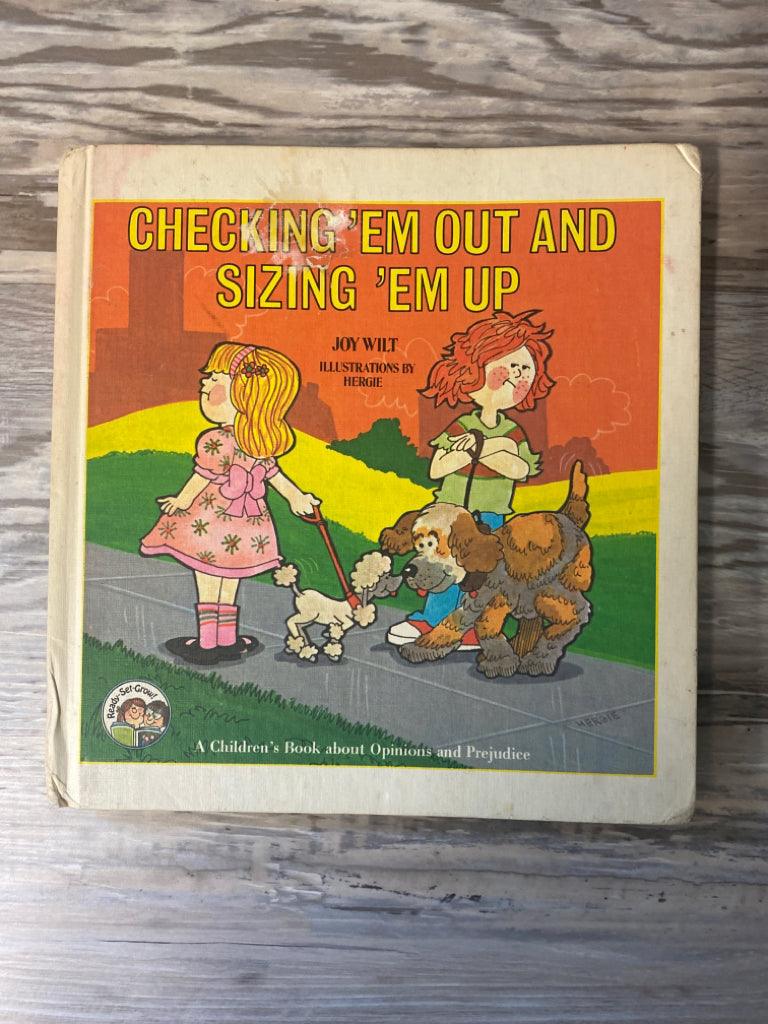 CHECKING 'EM OUT AND
SIZING 'EM UP
JOY WILT
ILLUSTRATIONS BY
HERGIE
HERGIE
Ready-Set-Grow!
A Children's Book about Opinions and Prejudice